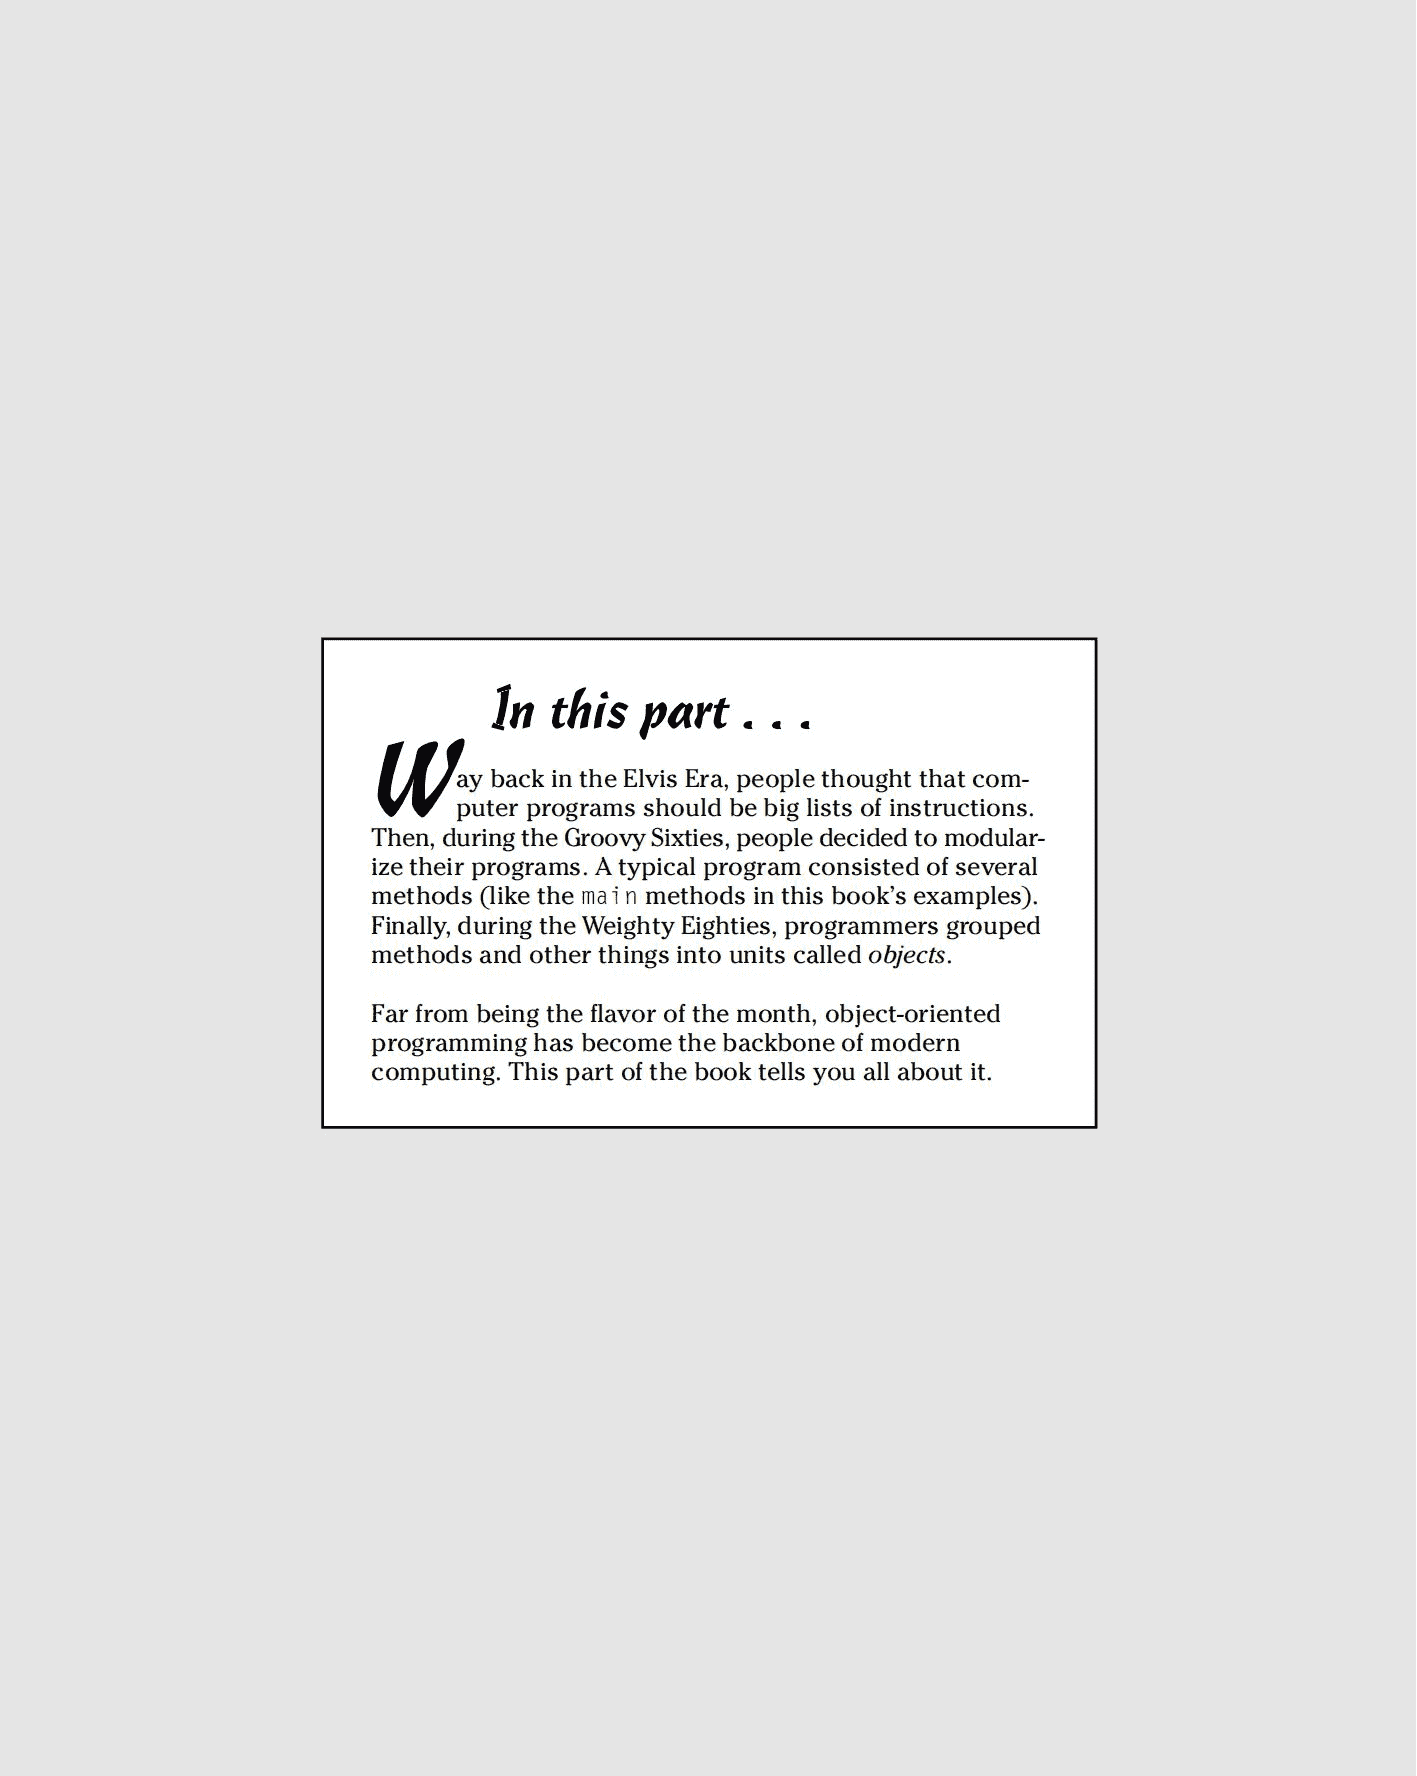 In this part . . .
Way back in the Elvis Era, people thought that com-
puter programs should be big lists of instructions.
Then, during the Groovy Sixties, people decided to modular-
ize their programs. A typical program consisted of several
methods (like the main methods in this book’s examples).
Finally, during the Weighty Eighties, programmers grouped
methods and other things into units called objects.
Far from being the flavor of the month, object-oriented
programming has become the backbone of modern
computing. This part of the book tells you all about it.